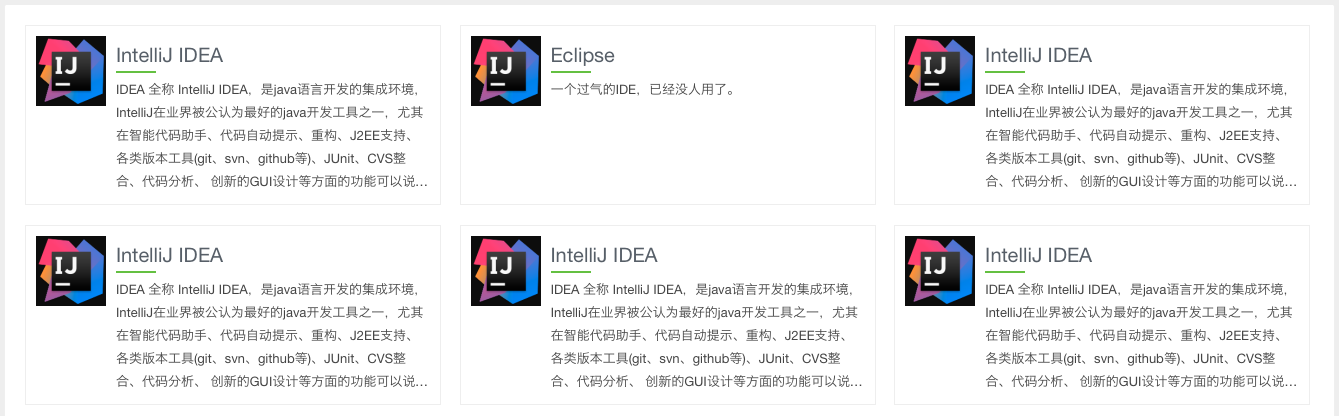 IJ
IntelliJ IDEA
IDEA 全称 IntelliJ IDEA，是java语言开发的集成环境，
IntelliJ在业界被公认为最好的java开发工具之一，尤其
在智能代码助手、代码自动提示、重构、J2EE支持、
各类版本工具(git、svn、github等)、JUnit、CVS整
合、代码分析、 创新的GUI设计等方面的功能可以说...
IJ
Eclipse
一个过气的IDE，已经没人用了。
IJ
IntelliJ IDEA
IDEA 全称 IntelliJ IDEA，是java语言开发的集成环境，
IntelliJ在业界被公认为最好的java开发工具之一，尤其
在智能代码助手、代码自动提示、重构、J2EE支持、
各类版本工具(git、svn、github等)、JUnit、CVS整
合、代码分析、 创新的GUI设计等方面的功能可以说...
IJ
IntelliJ IDEA
IDEA 全称 IntelliJ IDEA，是java语言开发的集成环境，
IntelliJ在业界被公认为最好的java开发工具之一，尤其
在智能代码助手、代码自动提示、重构、J2EE支持、
各类版本工具(git、svn、github等)、JUnit、CVS整
合、代码分析、 创新的GUI设计等方面的功能可以说...
IJ
IntelliJ IDEA
IDEA 全称 IntelliJ IDEA，是java语言开发的集成环境，
IntelliJ在业界被公认为最好的java开发工具之一，尤其
在智能代码助手、代码自动提示、重构、J2EE支持、
各类版本工具(git、svn、github等)、JUnit、CVS整
合、代码分析、 创新的GUI设计等方面的功能可以说...
IJ
IntelliJ IDEA
IDEA 全称 IntelliJ IDEA，是java语言开发的集成环境，
IntelliJ在业界被公认为最好的java开发工具之一，尤其
在智能代码助手、代码自动提示、重构、J2EE支持、
各类版本工具(git、svn、github等)、JUnit、CVS整
合、代码分析、 创新的GUI设计等方面的功能可以说...